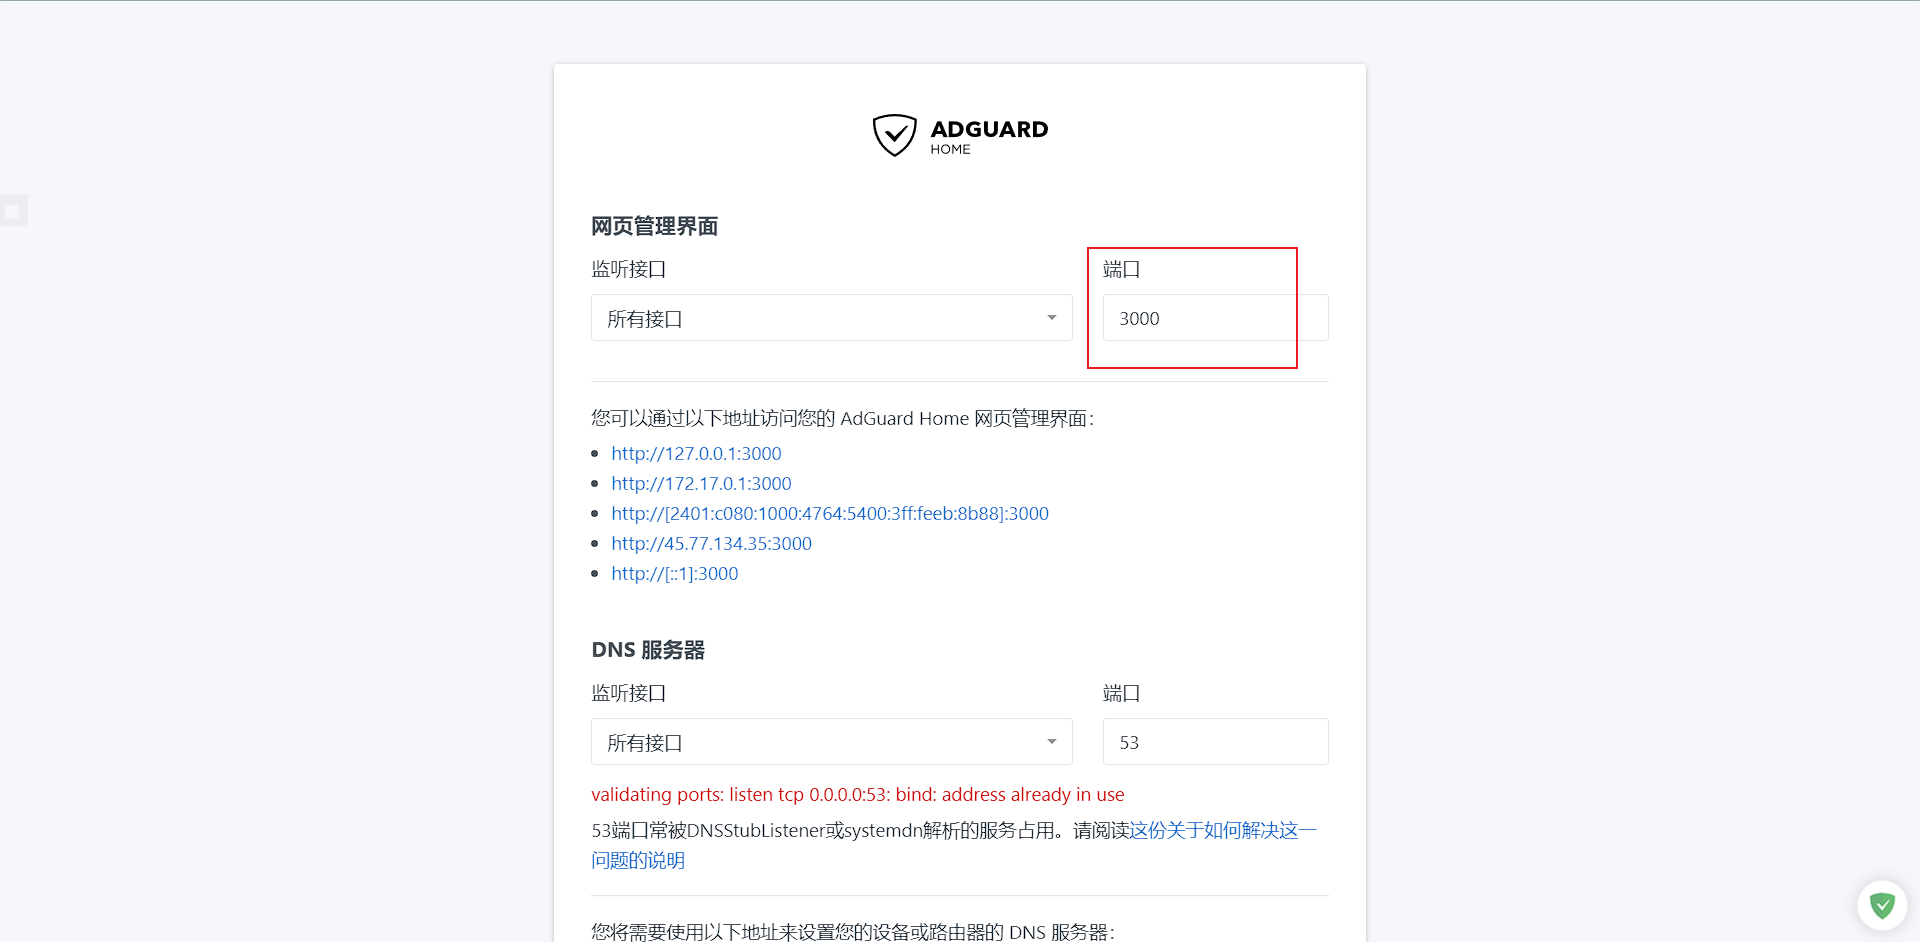 ADGUARD
HOME
网页管理界面
监听接口
端口
所有接口
3000
您可以通过以下地址访问您的 AdGuard Home 网页管理界面：
http://127.0.0.1:3000
http://172.17.0.1:3000
http://[2401:c080:1000:4764:5400:3ff:feeb:8b88]:3000
http://45.77.134.35:3000
http://[::1]:3000
DNS 服务器
监听接口
端口
所有接口
53
validating ports: listen tcp 0.0.0.0:53: bind: address already in use
53端口常被DNSStubListener或systemdn解析的服务占用。请阅读这份关于如何解决这一
问题的说明
您将需要使用以下地址来设置您的设备或路由器的 DNS 服务器：